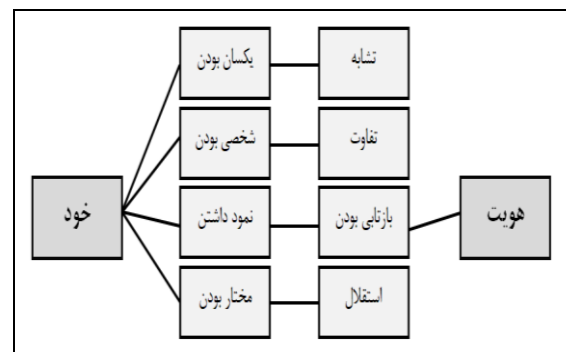 یکسان بودن
تشابه
شخصی بودن
تفاوت
خود
نمود داشتن
بازتابی بودن
هویت
مختار بودن
استقلال